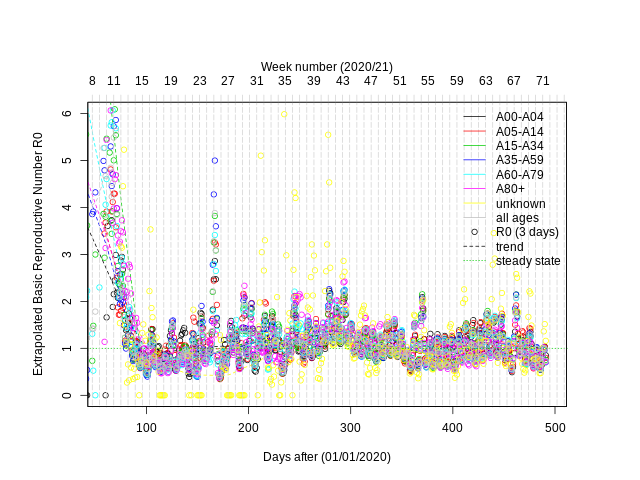 Week number (2020/21)
8 11 15 19 23 27 31 35 39 43 47 51 55 59 63 67 71
Extrapolated Basic Reproductive Number R0
6
5
4
3
2
1
0
A00-A04
A05-A14
A15-A34
A35-A59
A60-A79
A80+
unknown
all ages
R0 (3 days)
trend
steady state
100 200 300 400 500
Days after (01/01/2020)